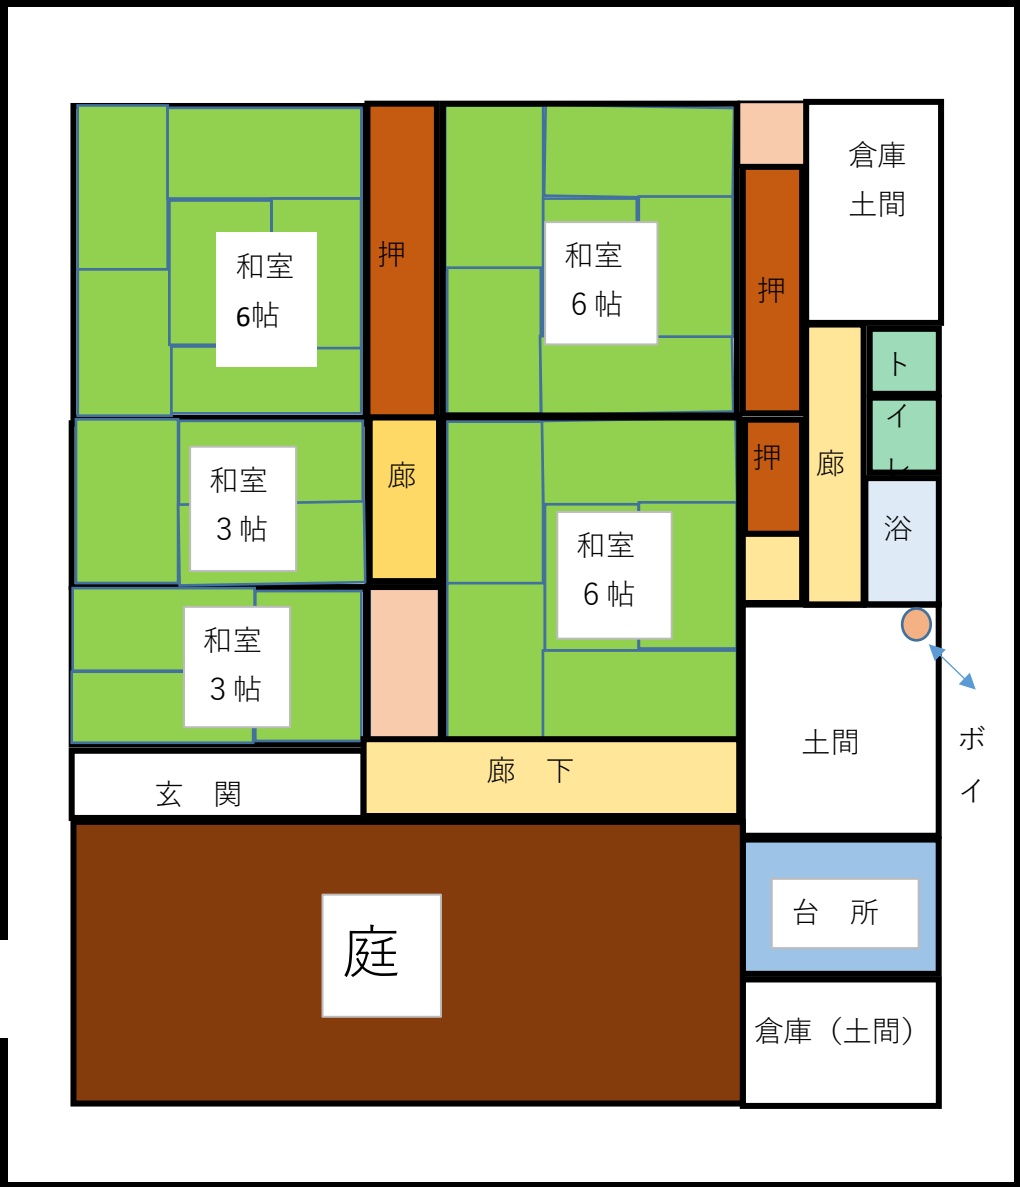 和室
6帖
押
和室
６帖
押
倉庫
土間
ト
イ
レ
和室
３帖
廊
押
廊
浴
和室
６帖
和室
３帖
玄　関
廊　下
土間
ボ
イ
庭
台　所
倉庫（土間）